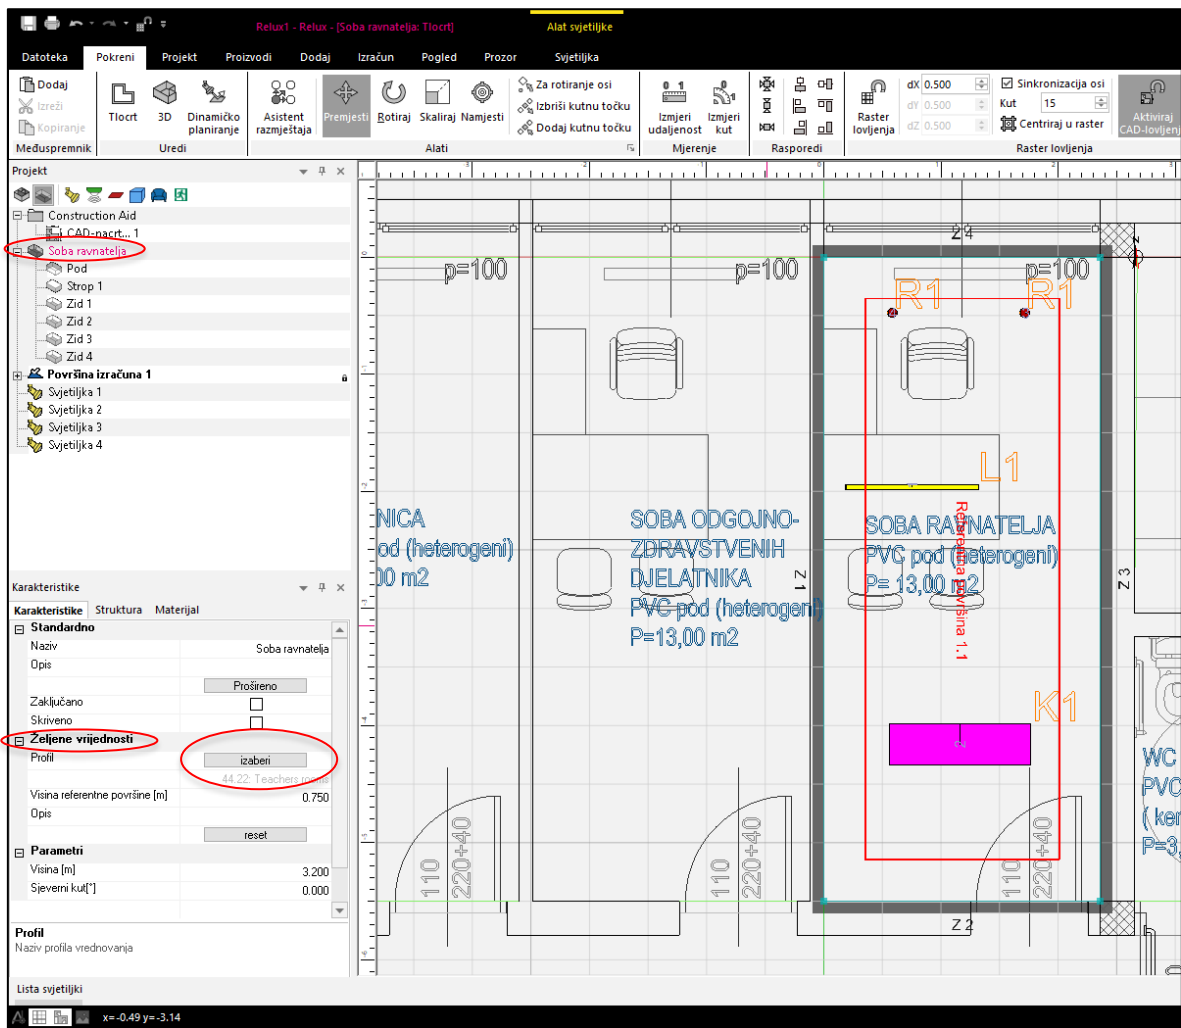 Relux1 - Relux - [Soba ravnatelja: Tlocrt]
Alat svjetiljke
Datoteka Pokreni Projekt Proizvodi Dodaj Izračun Pogled Prozor Svjetiljka
Dodaj
Izreži
Kopiranje
Međuspremnik
Tlocrt
3D
Dinamičko
planiranje
Uredi
Asistent
razmještaja
Premjesti
Rotiraj
Skaliraj
Namjesti
Za rotiranje osi
Izbriši kutnu točku
Dodaj kutnu točku
Alati
Izmjeri
udaljenost
Izmjeri
kut
Mjerenje
Rasporedi
Raster
lovljenja
dX 0.500
dY 0.500
dZ 0.500
Sinkronizacija osi
Kut 15
Centriraj u raster
Raster lovljenja
Aktiviraj
CAD-lovljenj
Projekt
Construction Aid
CAD-nacrt... 1
Soba ravnatelja
Pod
Strop 1
Zid 1
Zid 2
Zid 3
Zid 4
Površina izračuna 1
Svjetiljka 1
Svjetiljka 2
Svjetiljka 3
Svjetiljka 4
Karakteristike
Karakteristike Struktura Materijal
Standardno
Naziv Soba ravnatelja
Opis
Prošireno
Zaključano
Skriveno
Željene vrijednosti
Profil izaberi
44.22: Teachers rooms
Visina referentne površine [m] 0.750
Opis
reset
Parametri
Visina [m] 3.200
Sjeverni kut[°] 0.000
Profil
Naziv profila vrednovanja
Lista svjetiljki
x=-0.49 y=-3.14
p=100
p=100
p=100
Z 4
R1
R1
L1
NICA
od (heterogeni)
00 m2
SOBA ODGOJNO-
ZDRAVSTVENIH
DJELATNIKA
PVC pod (heterogeni)
P=13,00 m2
Z 1
SOBA RAVNATELJA
PVC pod (heterogeni)
P= 13,00 m2
Referentna površina 1.1
Z 3
K1
2
110
220+40
110
220+40
110
220+40
Z 2
WC
PVC
( ker
P=3,